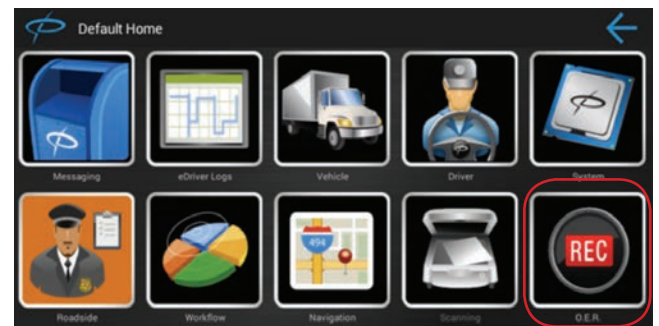 Default Home
Messaging
eDriver Logs
Vehicle
Driver
System
494
REC
Roadside
Workflow
Navigation
Scanning
O.E.R.